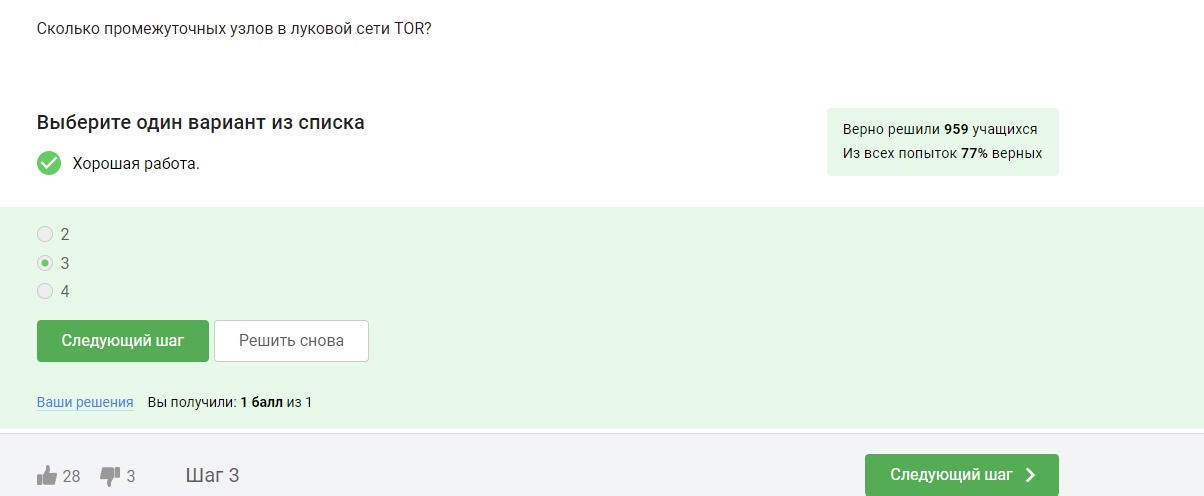 Сколько промежуточных узлов в луковой сети TOR?
Выберите один вариант из списка
Хорошая работа.
Верно решили 959 учащихся
Из всех попыток 77% верных
2
3
4
Следующий шаг
Решить снова
Ваши решения Вы получили: 1 балл из 1
28 3 Шаг 3 Следующий шаг